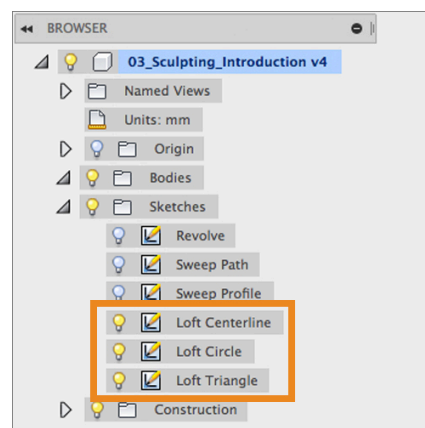 BROWSER
03_Sculpting_Introduction v4
Named Views
Units: mm
Origin
Bodies
Sketches
Revolve
Sweep Path
Sweep Profile
Loft Centerline
Loft Circle
Loft Triangle
Construction